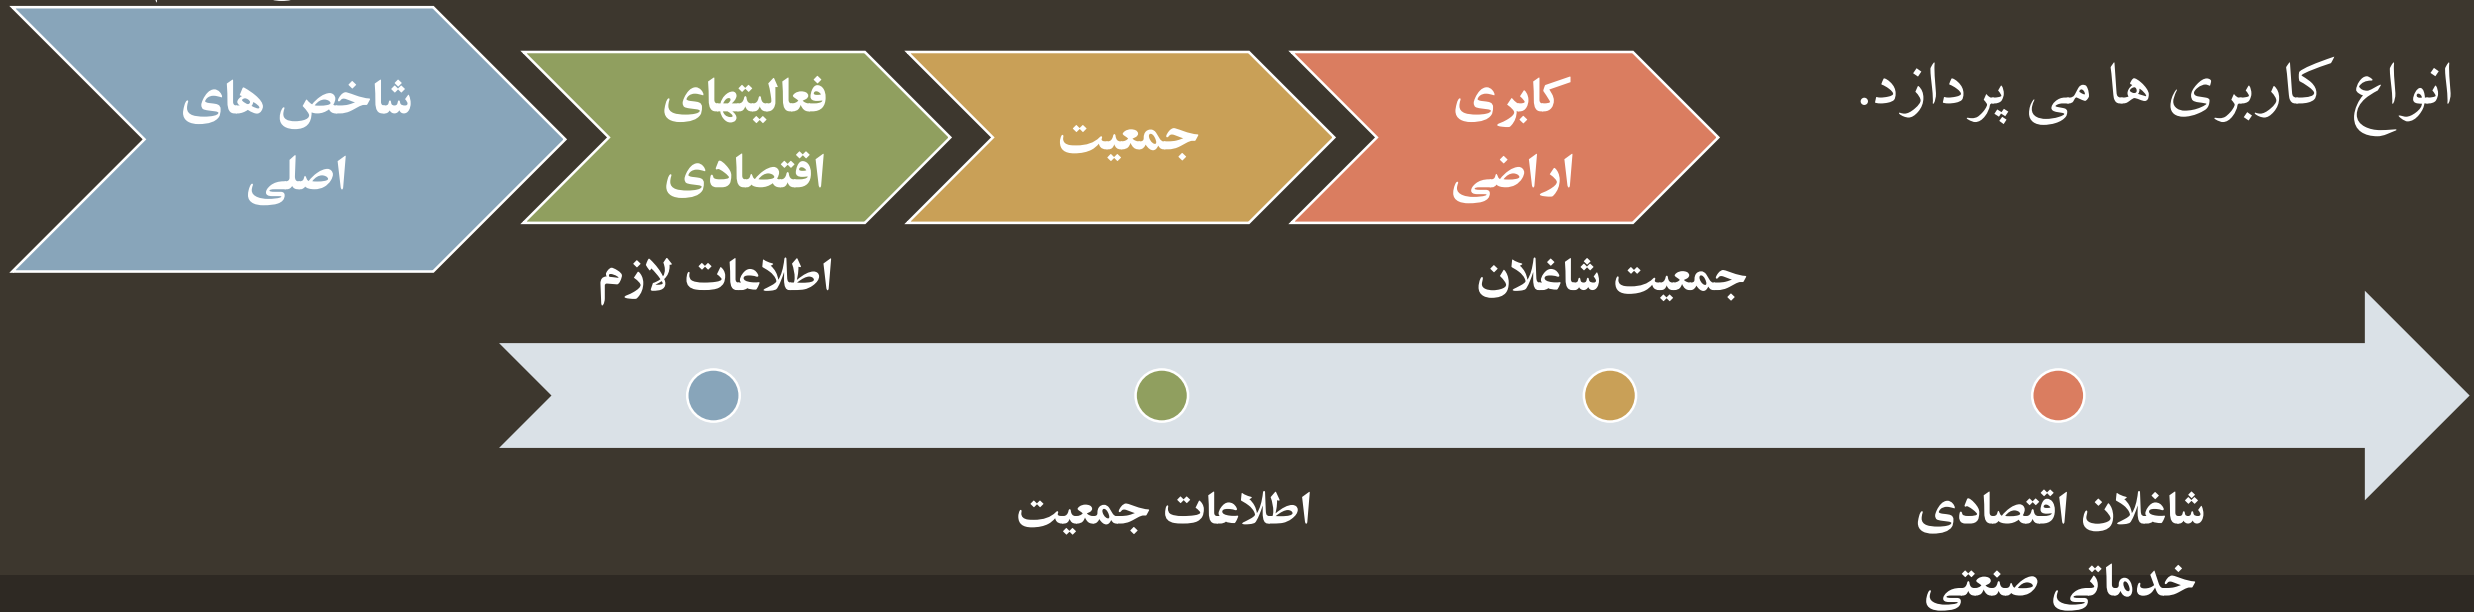 انواع کاربری ها می پردازد.
شاخص های
اصلی
فعالیتهای
اقتصادی
جمعیت
کابری
اراضی
اطلاعات لازم
جمعیت شاغلان
اطلاعات جمعیت
شاغلان اقتصادی
خدماتی صنعتی